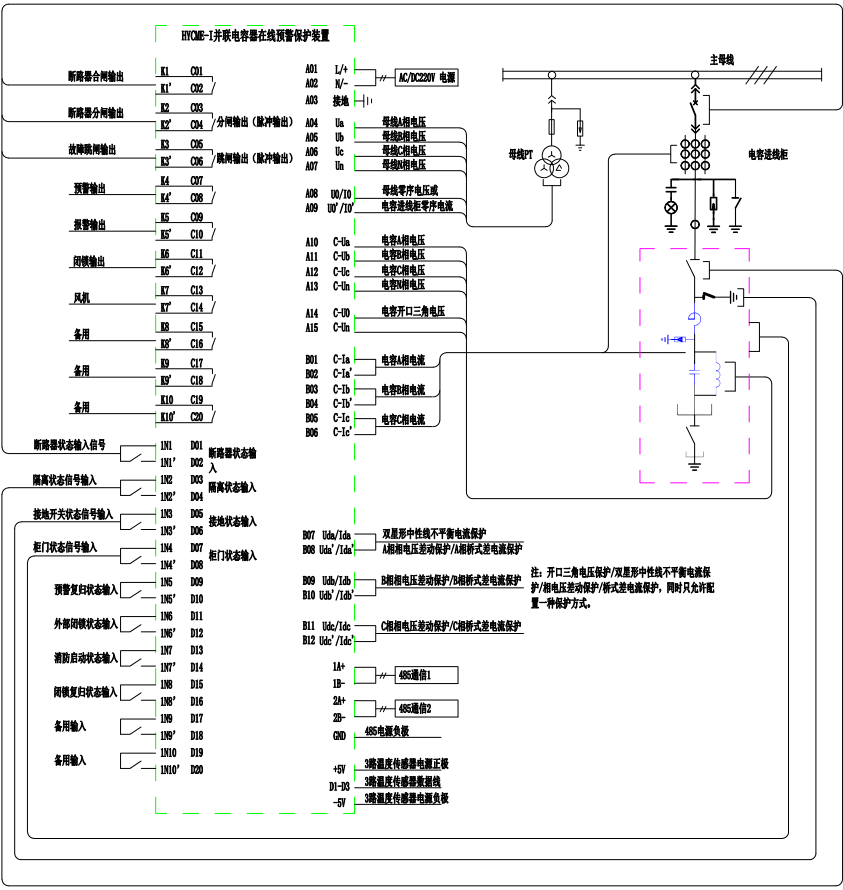 HYCME-I并联电容器在线预警保护装置
断路器合闸输出
K1 C01
K1' C02
断路器分闸输出
K2 C03
K2' C04 分闸输出（脉冲输出）
故障跳闸输出
K3 C05
K3' C06 跳闸输出（脉冲输出）
预警输出
K4 C07
K4' C08
报警输出
K5 C09
K5' C10
闭锁输出
K6 C11
K6' C12
风机
K7 C13
K7' C14
备用
K8 C15
K8' C16
备用
K9 C17
K9' C18
备用
K10 C19
K10' C20
断路器状态输入信号
1N1 D01 断路器状态输
1N1' D02 入
隔离状态信号输入
1N2 D03 隔离状态输入
1N2' D04
接地开关状态信号输入
1N3 D05 接地状态输入
1N3' D06
柜门状态信号输入
1N4 D07 柜门状态输入
1N4' D08
预警复归状态输入
1N5 D09
1N5' D10
外部闭锁状态输入
1N6 D11
1N6' D12
消防启动状态输入
1N7 D13
1N7' D14
闭锁复归状态输入
1N8 D15
1N8' D16
备用输入
1N9 D17
1N9' D18
备用输入
1N10 D19
1N10' D20
A01 L/+
A02 N/-
AC/DC220V 电源
A03 接地
A04 Ua 母线A相电压
A05 Ub 母线B相电压
A06 Uc 母线C相电压
A07 Un 母线N相电压
A08 U0/I0 母线零序电压或
A09 U0'/I0' 电容进线柜零序电流
A10 C-Ua 电容A相电压
A11 C-Ub 电容B相电压
A12 C-Uc 电容C相电压
A13 C-Un 电容N相电压
A14 C-U0 电容开口三角电压
A15 C-Un
B01 C-Ia 电容A相电流
B02 C-Ia'
B03 C-Ib 电容B相电流
B04 C-Ib'
B05 C-Ic 电容C相电流
B06 C-Ic'
B07 Uda/Ida 双星形中性线不平衡电流保护
B08 Uda'/Ida' A相相电压差动保护/A相桥式差电流保护
B09 Udb/Idb B相相电压差动保护/B相桥式差电流保护
B10 Udb'/Idb'
B11 Udc/Idc C相相电压差动保护/C相桥式差电流保护
B12 Udc'/Idc'
1A+
1B-
485通信1
2A+
2B-
485通信2
GND 485电源负极
+5V 3路温度传感器电源正极
D1-D3 3路温度传感器数据线
-5V 3路温度传感器电源负极
主母线
母线PT
电容进线柜
注：开口三角电压保护/双星形中性线不平衡电流保
护/相电压差动保护/桥式差电流保护，同时只允许配
置一种保护方式。